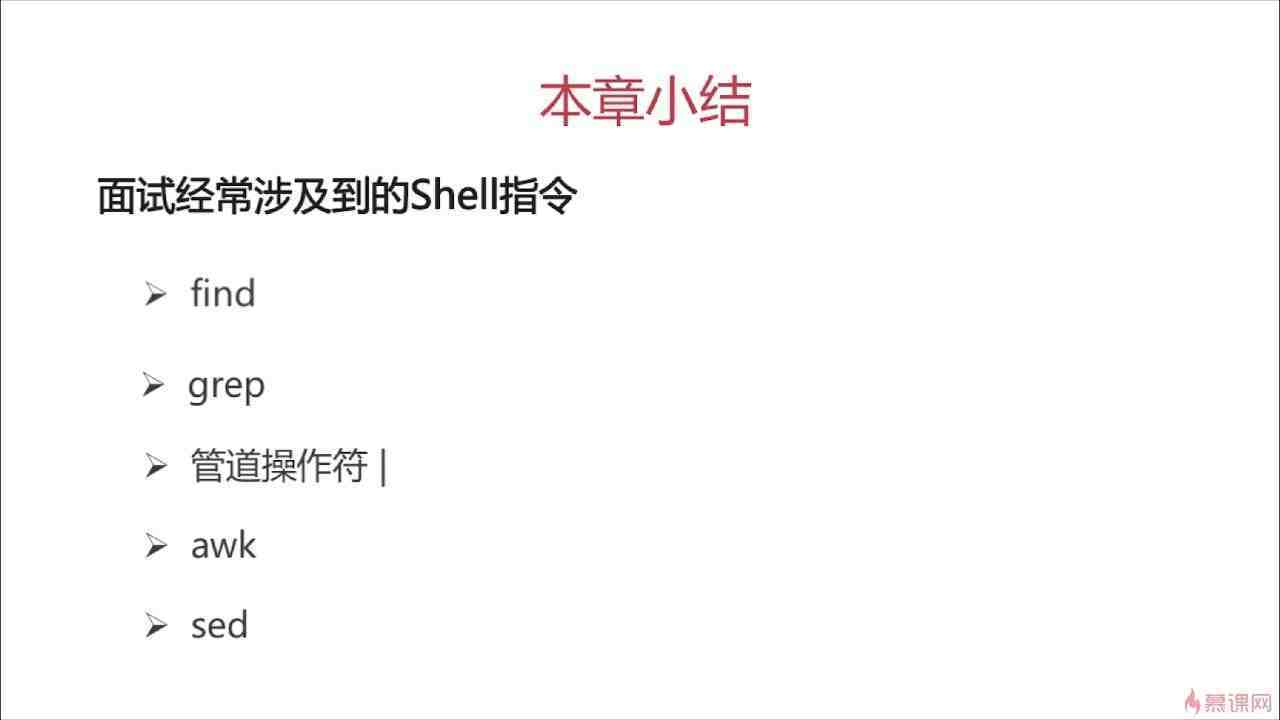 本章小结
面试经常涉及到的Shell指令
find
grep
管道操作符 |
awk
sed
慕课网